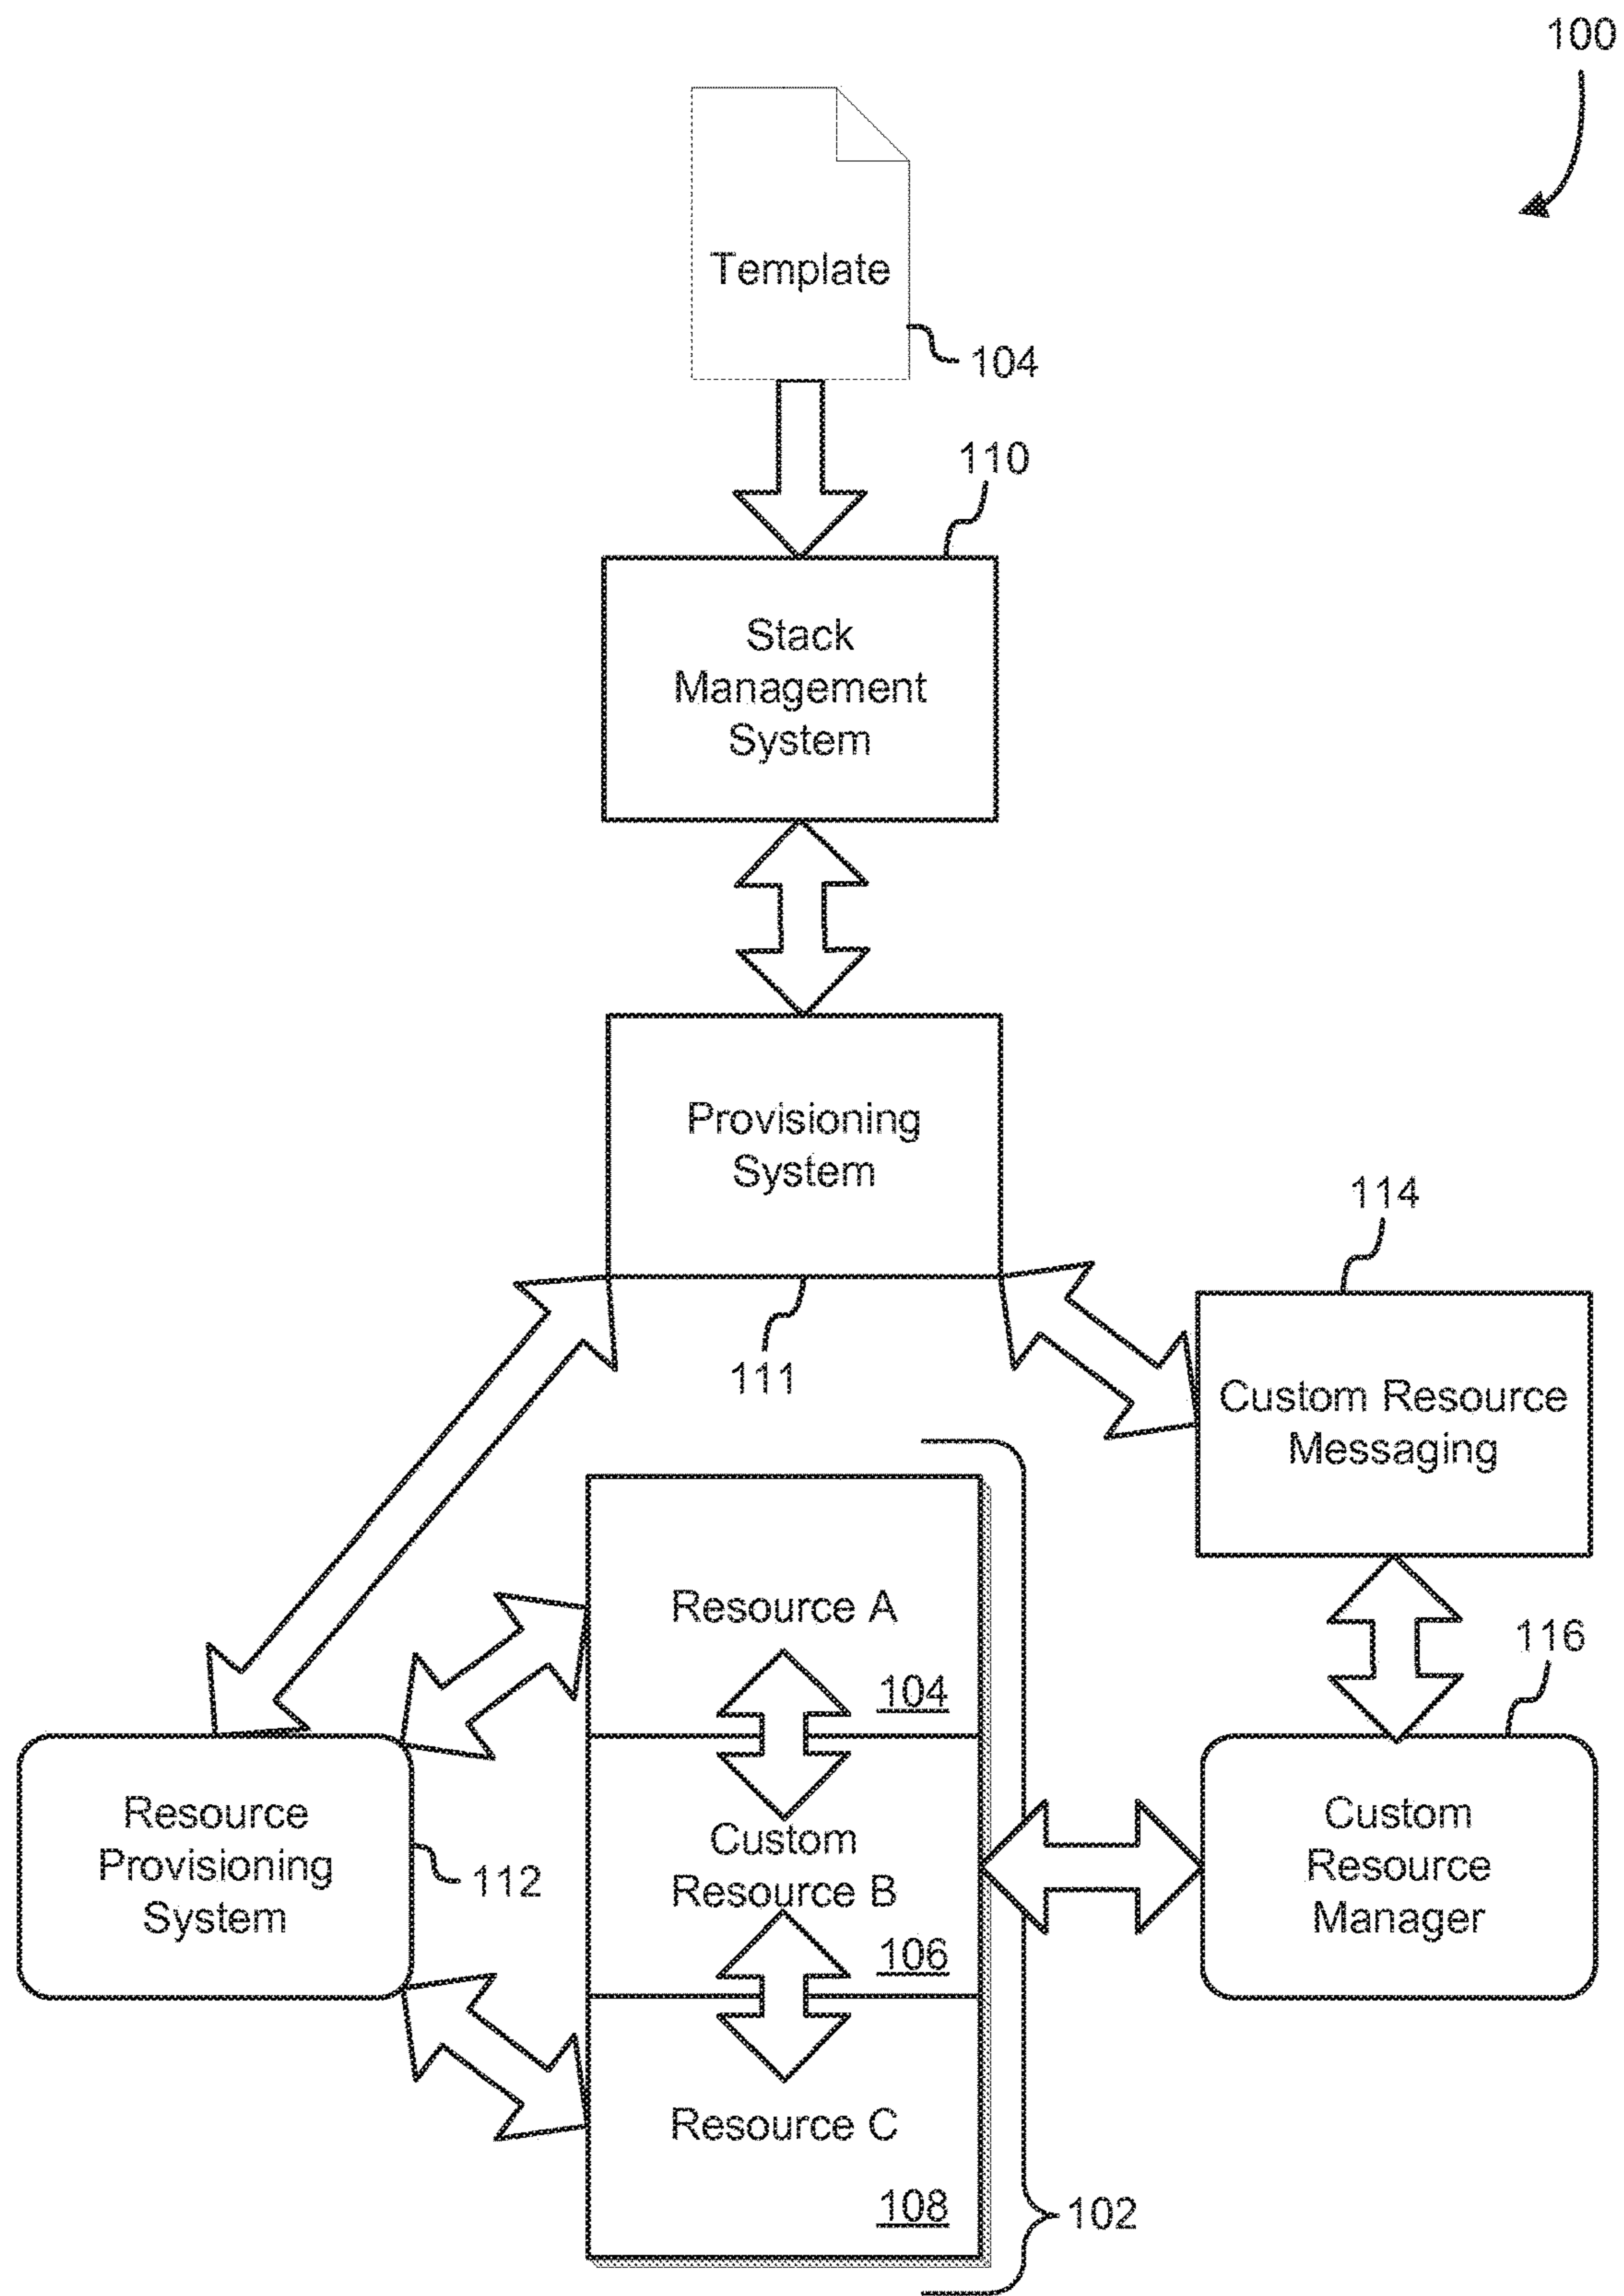 100
Template
104
110
Stack
Management
System
Provisioning
System
111
114
Custom Resource
Messaging
Resource A
104
116
Resource
Provisioning
System
112
Custom
Resource B
106
Custom
Resource
Manager
Resource C
108
102